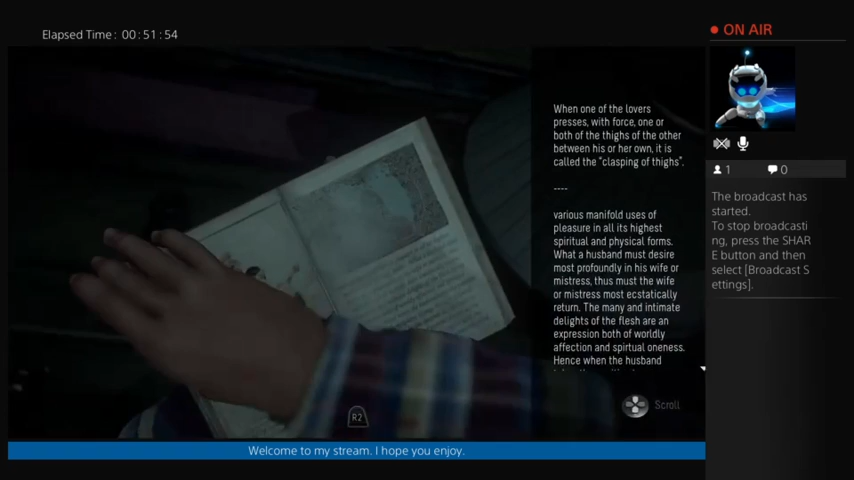 Elapsed Time: 00:51:54
ON AIR
When one of the lovers
presses, with force, one or
both of the thighs of the other
between his or her own, it is
called the "clasping of thighs".
----
various manifold uses of
pleasure in all its highest
spiritual and physical forms.
What a husband must desire
most profoundly in his wife or
mistress, thus must the wife
or mistress most ecstatically
return. The many and intimate
delights of the flesh are an
expression both of worldly
affection and spirtual oneness.
Hence when the husband
R2
Scroll
Welcome to my stream. I hope you enjoy.
1
0
The broadcast has
started.
To stop broadcasti
ng, press the SHAR
E button and then
select [Broadcast S
ettings].